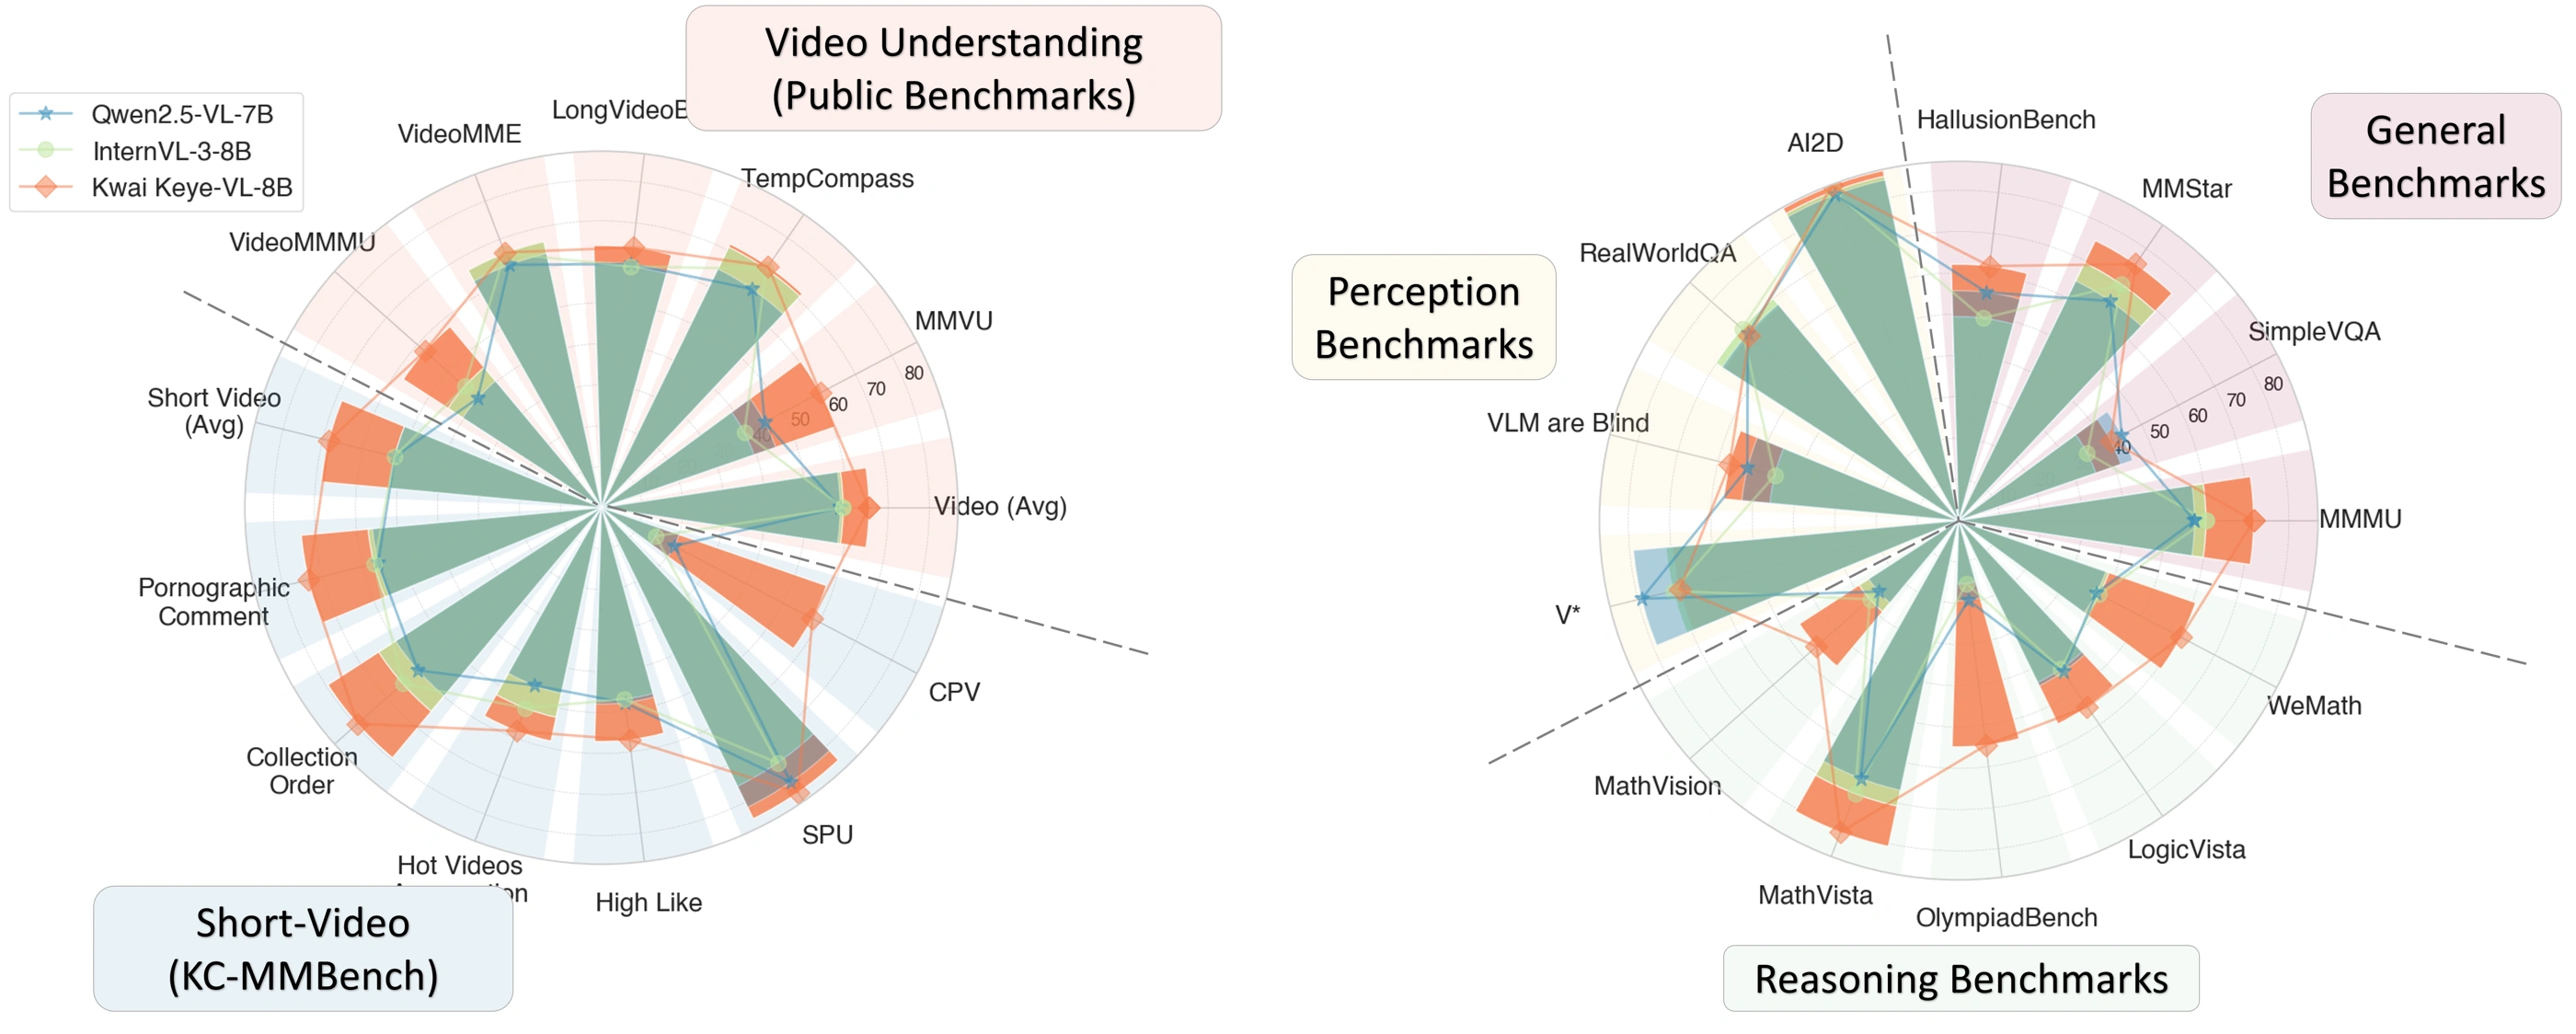 Video Understanding
(Public Benchmarks)
Qwen2.5-VL-7B
InternVL-3-8B
Kwai Keye-VL-8B
LongVideoB
VideoMME
TempCompass
VideoMMMU
MMVU
80
70
60
50
40
Short Video
(Avg)
Video (Avg)
Pornographic
Comment
CPV
Collection
Order
SPU
Hot Videos
High Like
Short-Video
(KC-MMBench)
General
Benchmarks
HallusionBench
AI2D
MMStar
RealWorldQA
Perception
Benchmarks
SimpleVQA
80
70
60
50
40
VLM are Blind
MMMU
V*
WeMath
MathVision
LogicVista
MathVista
OlympiadBench
Reasoning Benchmarks